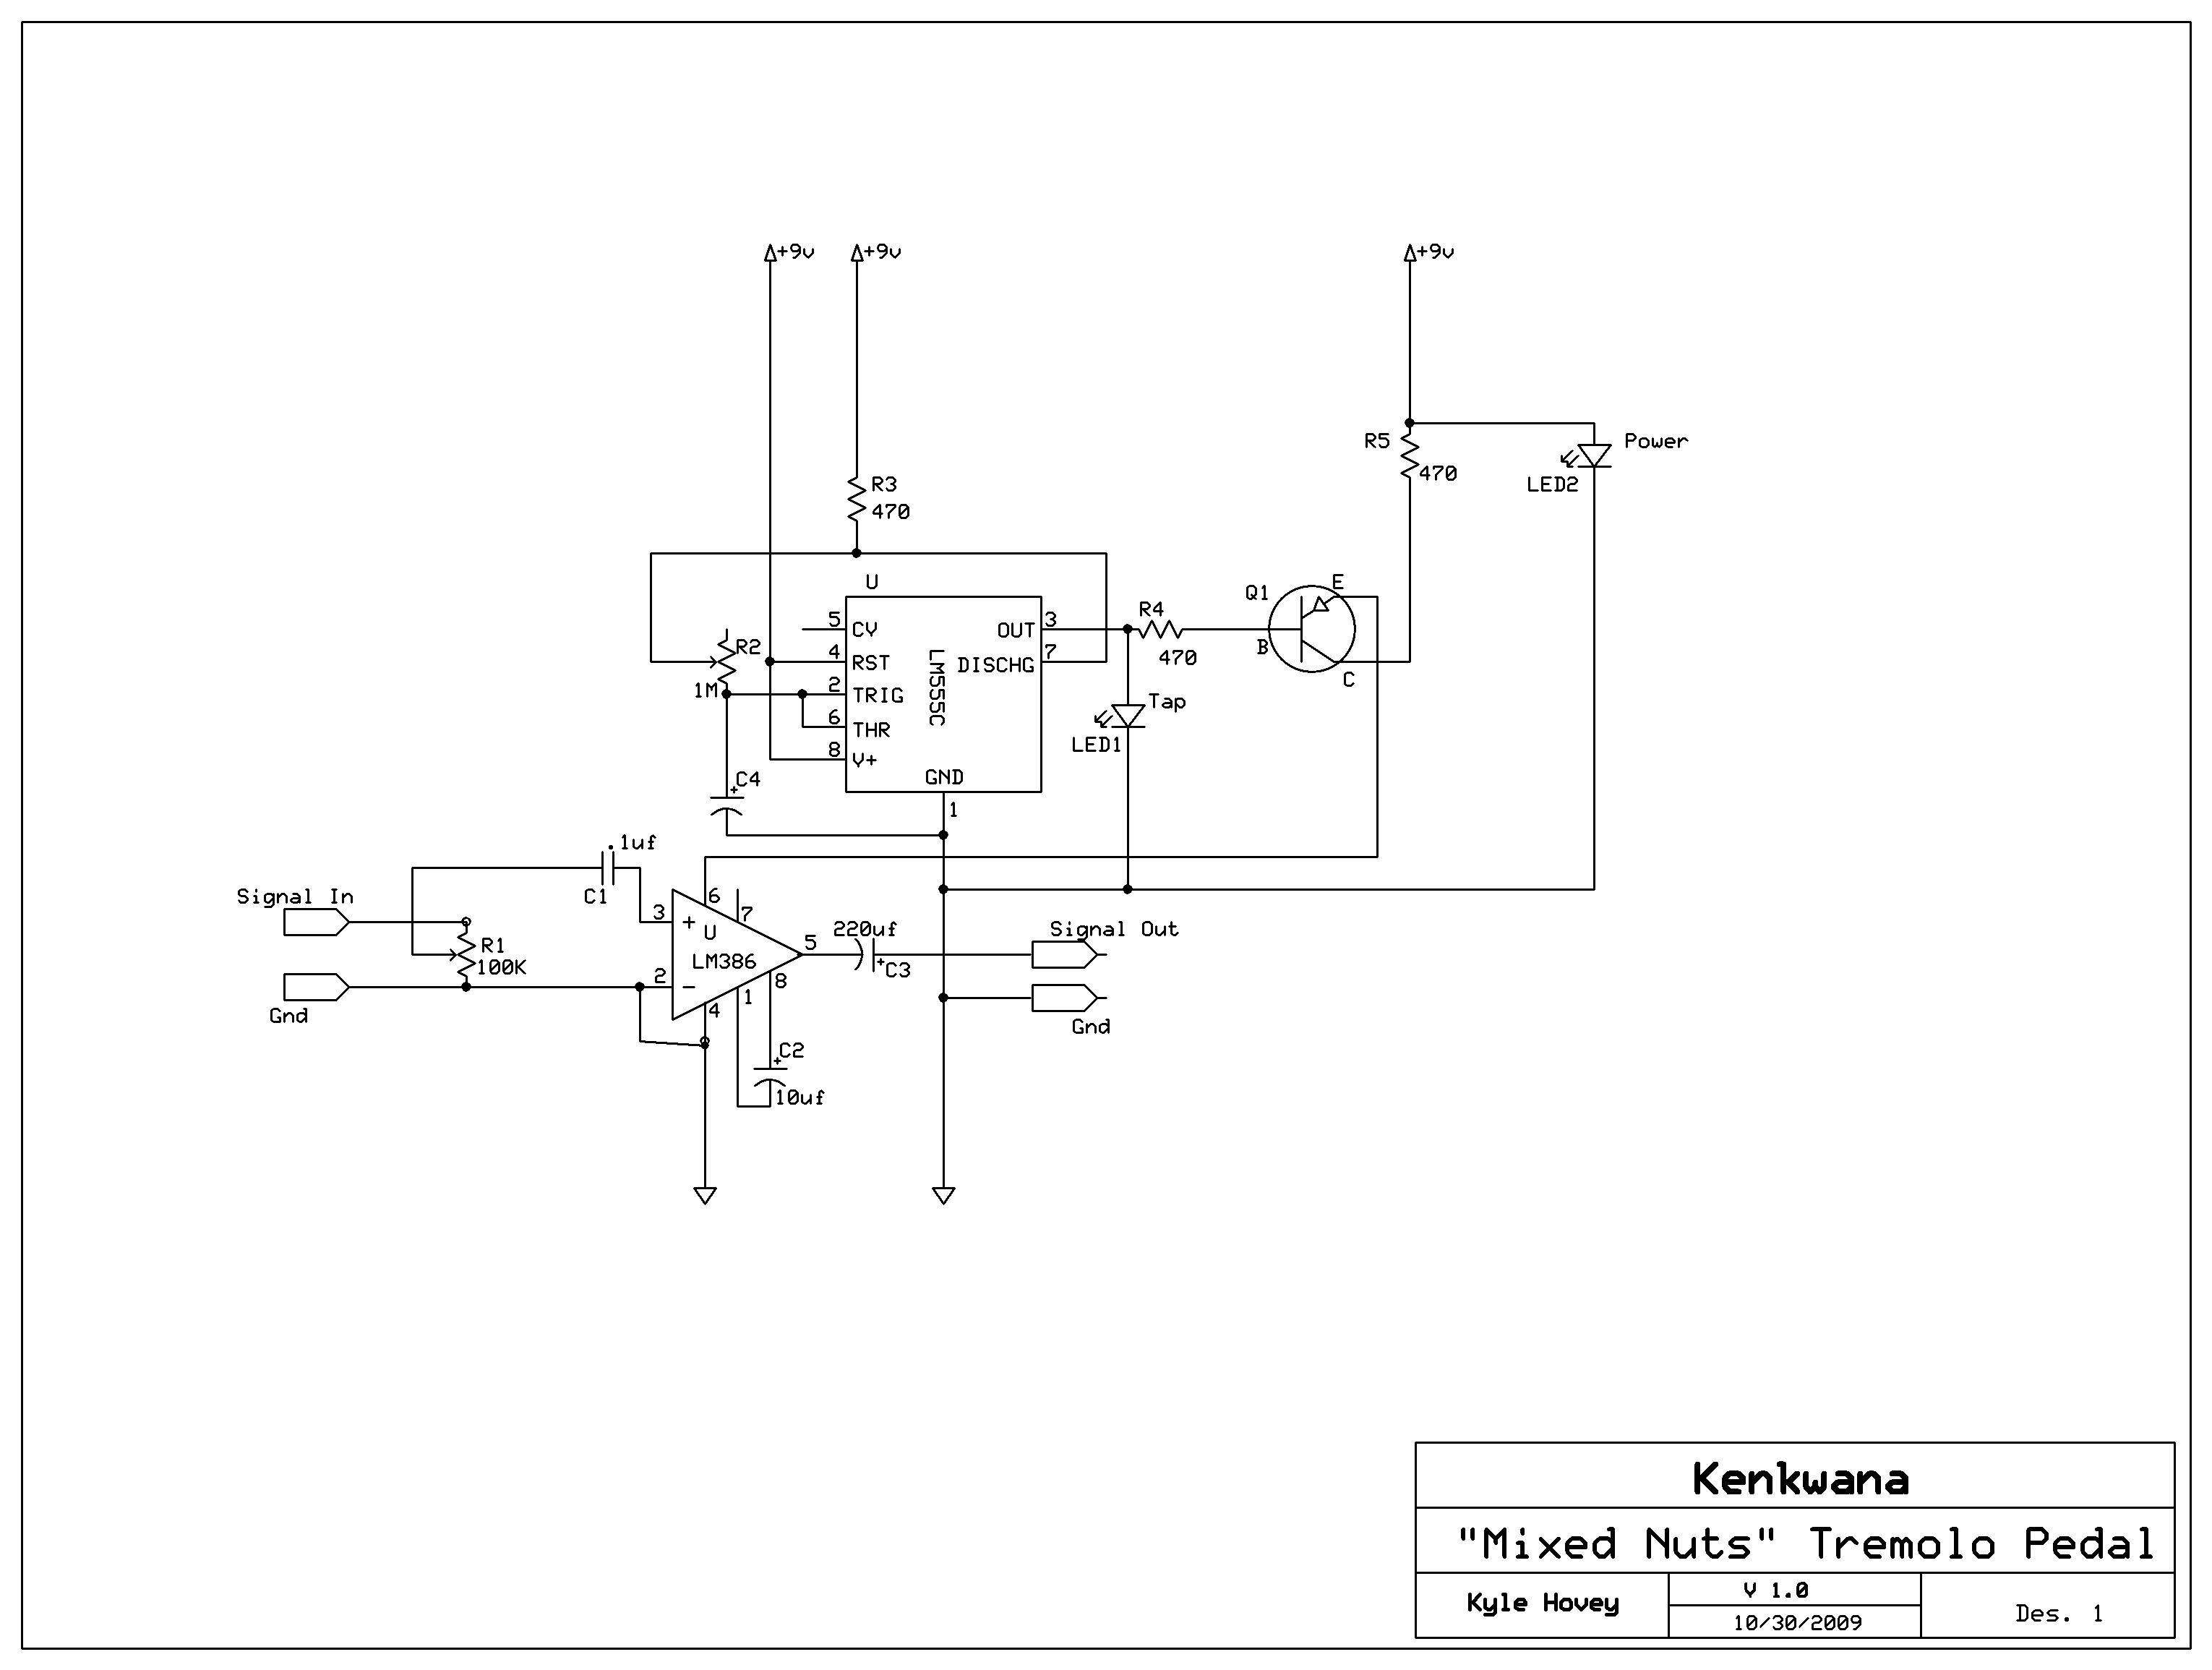 +9v
+9v
+9v
R5
470
Power
LED2
R3
470
U
Q1
E
5
CV
OUT
3
R4
470
B
R2
1M
4
RST
DISCHG
7
C
2
TRIG
LM555C
Tap
6
THR
LED1
8
V+
GND
1
C4
+
.1uf
C1
Signal In
3
+
6
7
U
R1
100K
LM386
5
220uf
+
C3
Signal Out
2
-
8
1
4
Gnd
Gnd
C2
+
10uf
Kenkwana
"Mixed Nuts" Tremolo Pedal
Kyle Hovey
V 1.0
10/30/2009
Des. 1